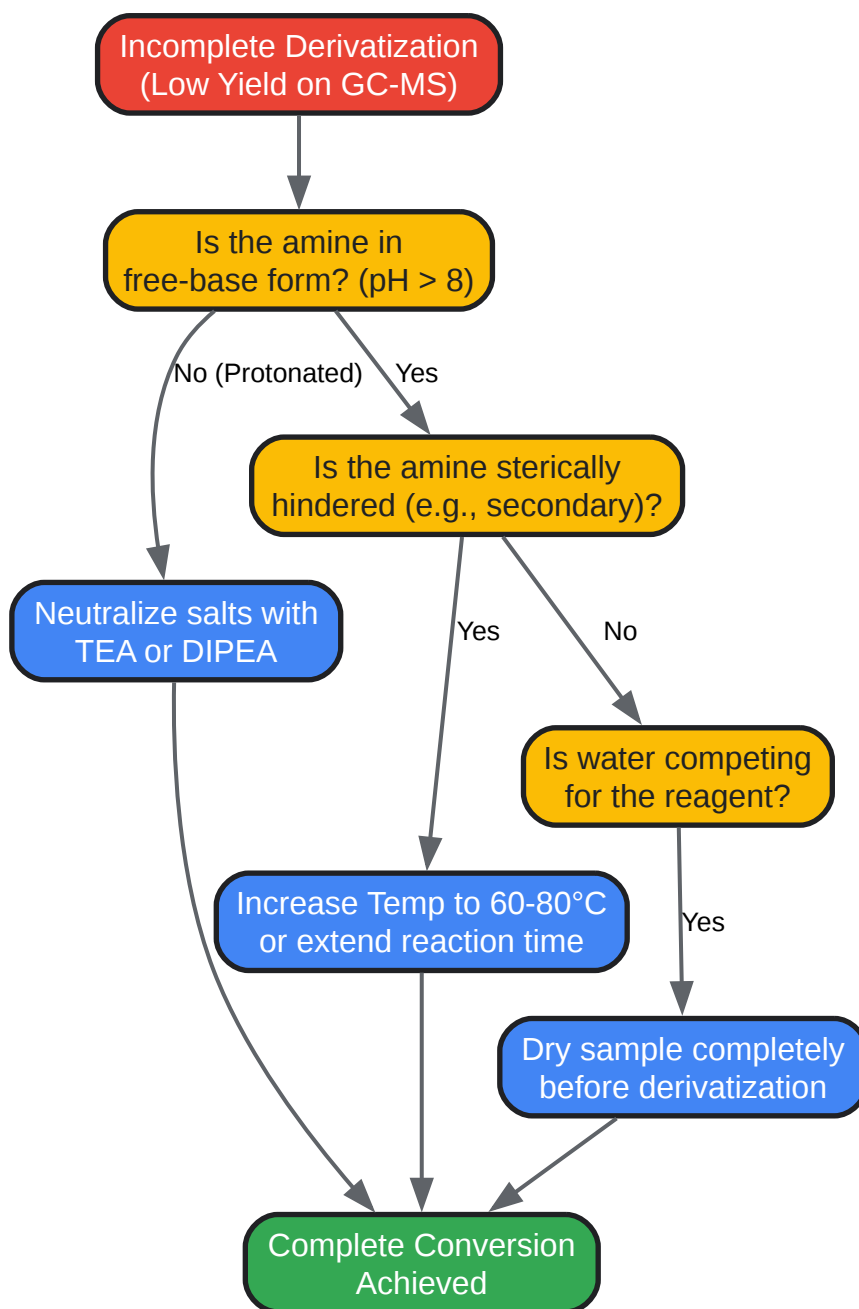 Incomplete Derivatization
(Low Yield on GC-MS)
Is the amine in
free-base form? (pH > 8)
No (Protonated)
Yes
Is the amine sterically
hindered (e.g., secondary)?
Neutralize salts with
TEA or DIPEA
Yes
No
Is water competing
for the reagent?
Increase Temp to 60-80°C
or extend reaction time
Yes
Dry sample completely
before derivatization
Complete Conversion
Achieved